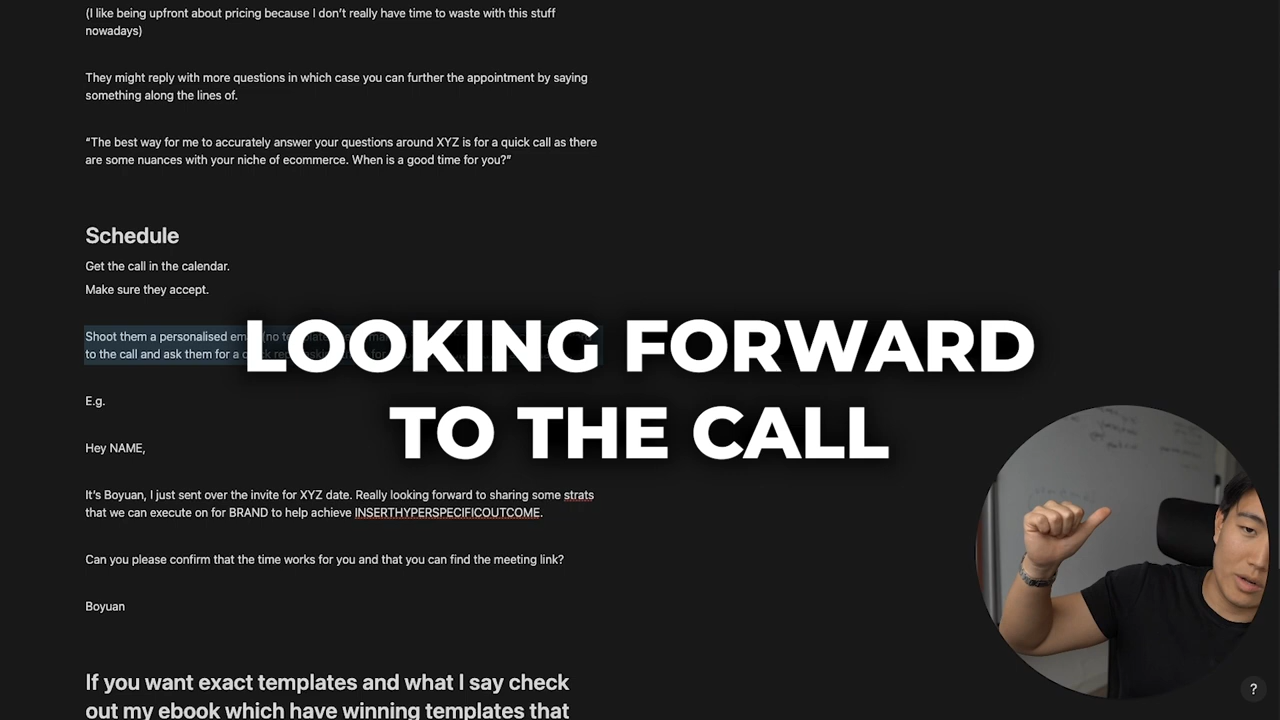 (I like being upfront about pricing because I don’t really have time to waste with this stuff
nowadays)
They might reply with more questions in which case you can further the appointment by saying
something along the lines of.
“The best way for me to accurately answer your questions around XYZ is for a quick call as there
are some nuances with your niche of ecommerce. When is a good time for you?”
Schedule
Get the call in the calendar.
Make sure they accept.
Shoot them a personalised
to the call and ask them for a
LOOKING FORWARD
TO THE CALL
E.g.
Hey NAME,
It’s Boyuan, I just sent over the invite for XYZ date. Really looking forward to sharing some strats
that we can execute on for BRAND to help achieve INSERTHYPERSPECIFICOUTCOME.
Can you please confirm that the time works for you and that you can find the meeting link?
Boyuan
If you want exact templates and what I say check
out my ebook which have winning templates that
?